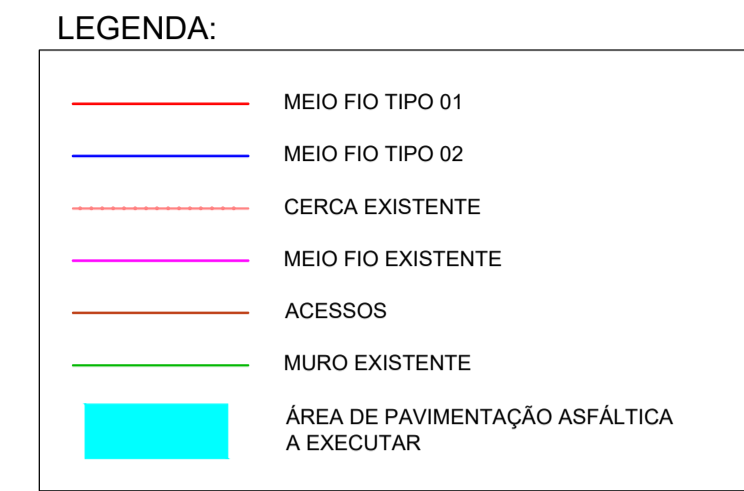 LEGENDA:
MEIO FIO TIPO 01
MEIO FIO TIPO 02
CERCA EXISTENTE
MEIO FIO EXISTENTE
ACESSOS
MURO EXISTENTE
ÁREA DE PAVIMENTAÇÃO ASFÁLTICA
A EXECUTAR